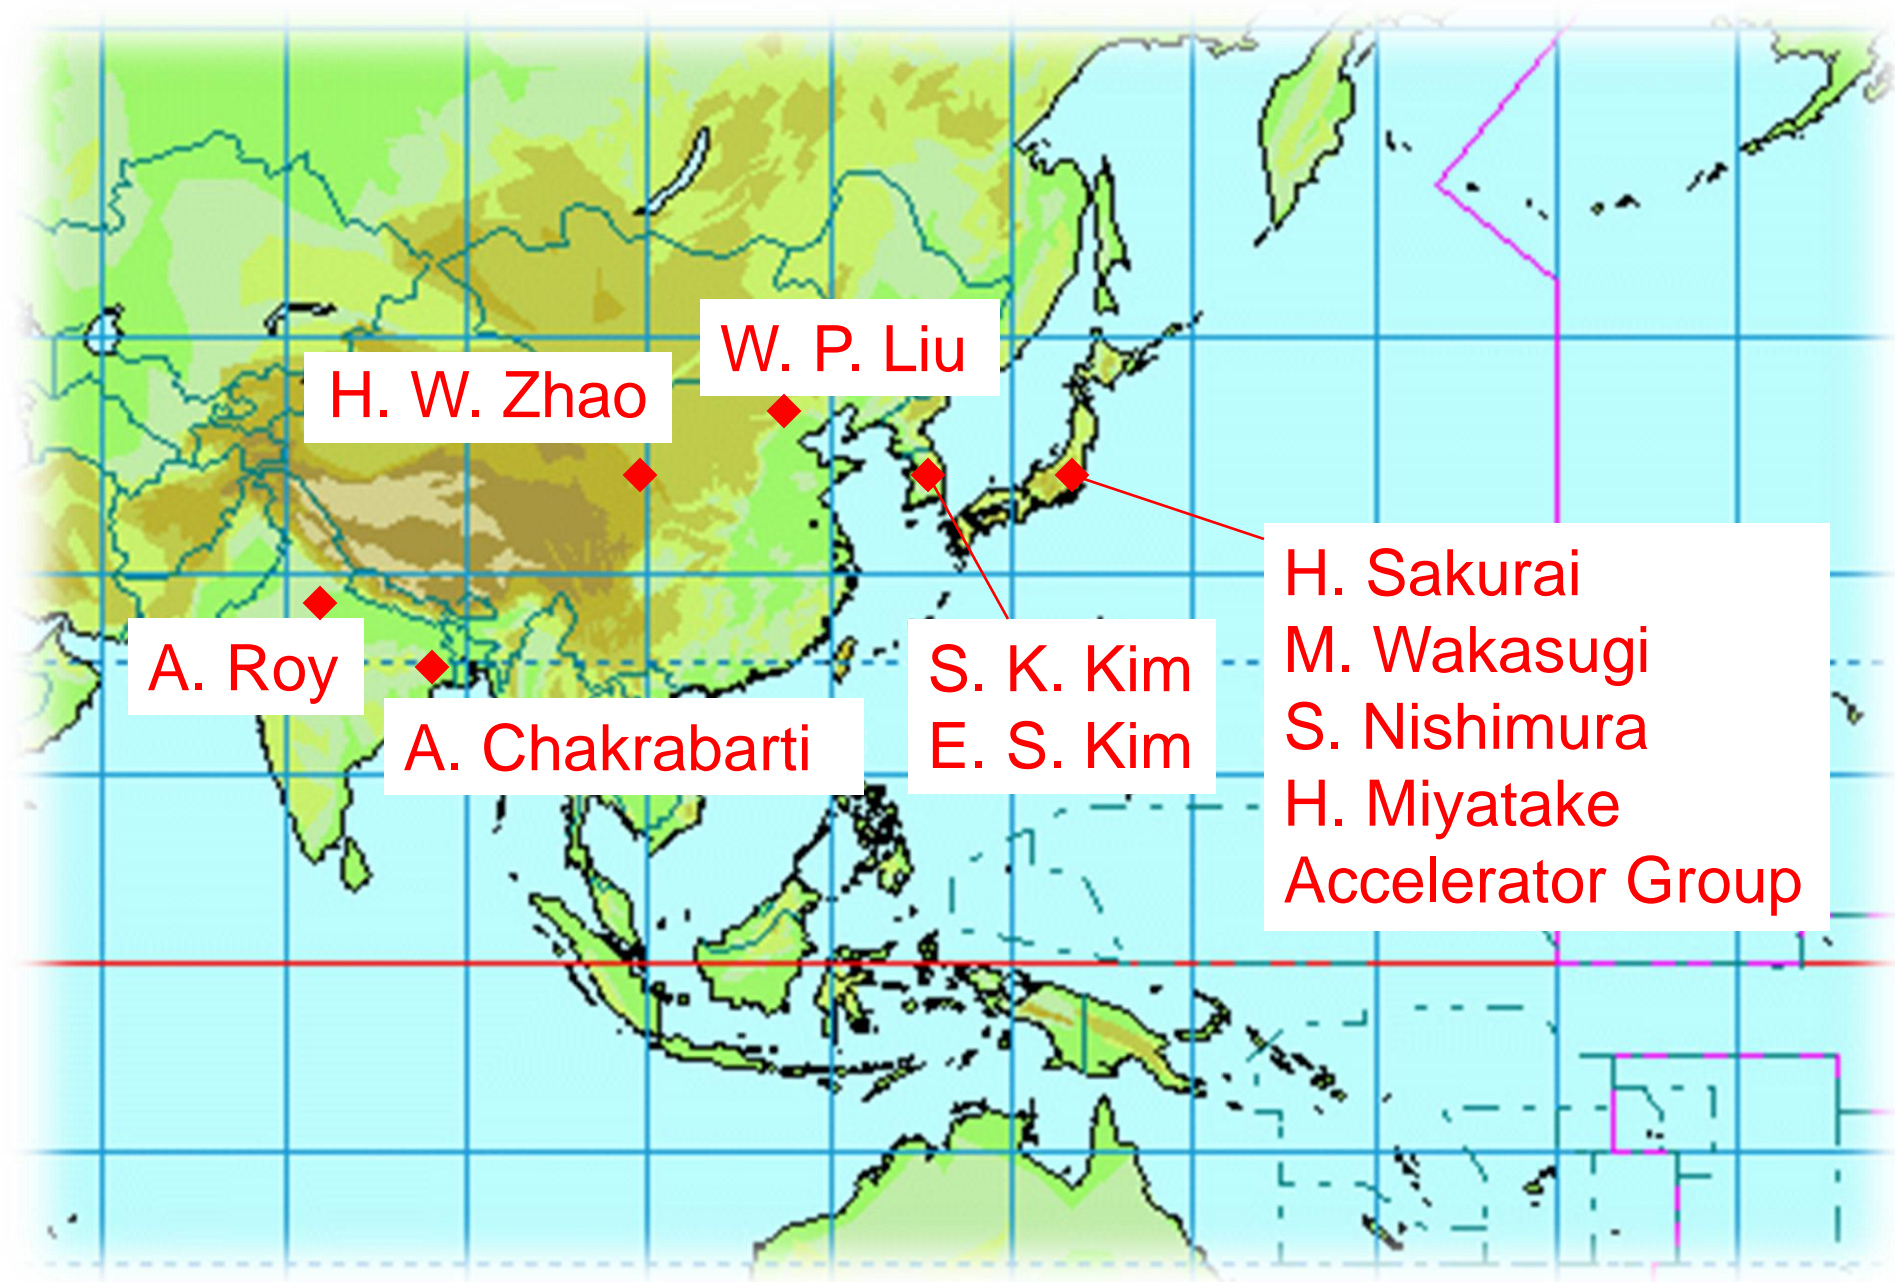 W. P. Liu
H. W. Zhao
A. Roy
A. Chakrabarti
S. K. Kim
E. S. Kim
H. Sakurai
M. Wakasugi
S. Nishimura
H. Miyatake
Accelerator Group